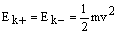 E k+ = E k− = 1/2 mv²